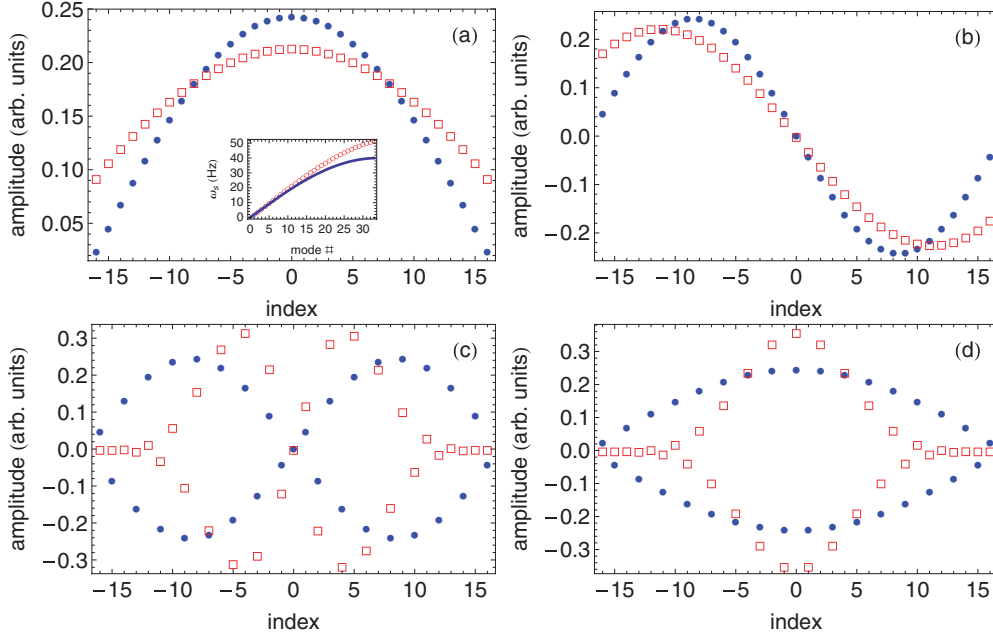 (a)
amplitude (arb. units)
0.25
0.20
0.15
0.10
0.05
−15 −10 −5 0 5 10 15
index
ωs (Hz)
50
40
30
20
10
0
0 5 10 15 20 25 30
mode #
(b)
amplitude (arb. units)
0.2
0.1
0.0
−0.1
−0.2
−15 −10 −5 0 5 10 15
index
(c)
amplitude (arb. units)
0.3
0.2
0.1
0.0
−0.1
−0.2
−0.3
−15 −10 −5 0 5 10 15
index
(d)
amplitude (arb. units)
0.3
0.2
0.1
0.0
−0.1
−0.2
−0.3
−15 −10 −5 0 5 10 15
index